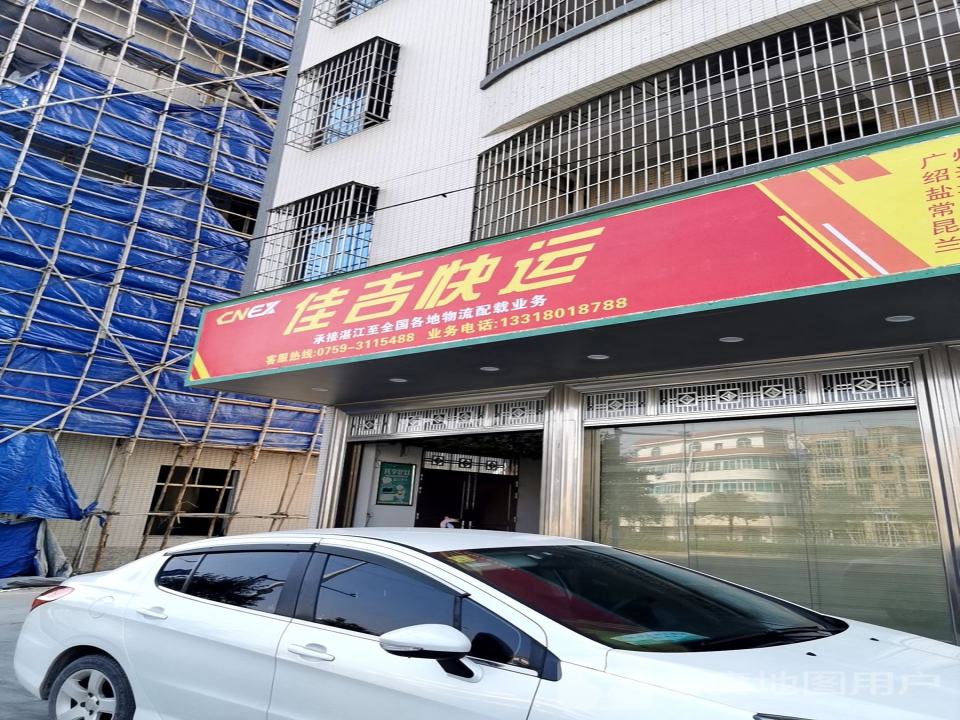 CNEX 佳吉快运
承接湛江至全国各地物流配载业务
客服热线:0759-3115488 业务电话:13318018788
广
绍
盐
常
昆
兰
地图用户